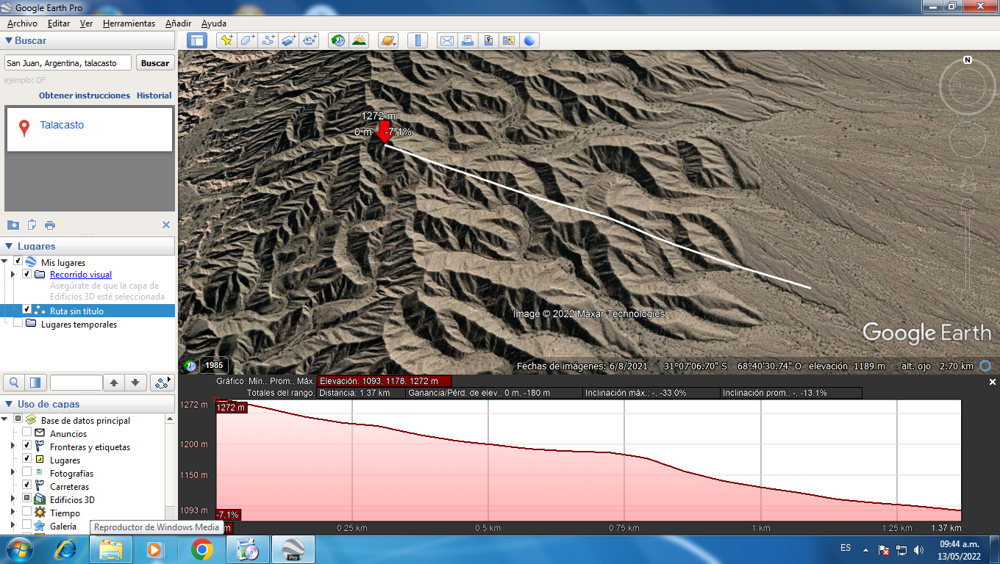 Google Earth Pro
Archivo Editar Ver Herramientas Añadir Ayuda
Buscar
San Juan, Argentina, talacasto Buscar
ejemplo: DF
Obtener instrucciones Historial
Talacasto
Lugares
Mis lugares
Recorrido visual
Asegúrate de que la capa de
Edificios 3D esté seleccionada
Ruta sin título
Lugares temporales
Uso de capas
Base de datos principal
Anuncios
Fronteras y etiquetas
Lugares
Fotografías
Carreteras
Edificios 3D
Tiempo
Galería
Reproductor de Windows Media
N
1272 m
0 m -7.1%
Image © 2022 Maxar Technologies
Google Earth
1985
Fechas de imágenes: 6/8/2021 31°07'06.70" S 68°40'30.74" O elevación 1189 m alt. ojo 2.70 km
Gráfico: Mín., Prom., Máx. Elevación: 1093, 1178, 1272 m
Totales del rango: Distancia: 1.37 km Ganancia/Pérd. de elev.: 0 m, -180 m Inclinación máx.: -, -33.0% Inclinación prom.: -, -13.1%
1272 m
1272 m
1200 m
1150 m
1093 m
-7.1%
m 0.25 km 0.5 km 0.75 km 1 km 1.25 km 1.37 km
Pro
ES
09:44 a.m.
13/05/2022